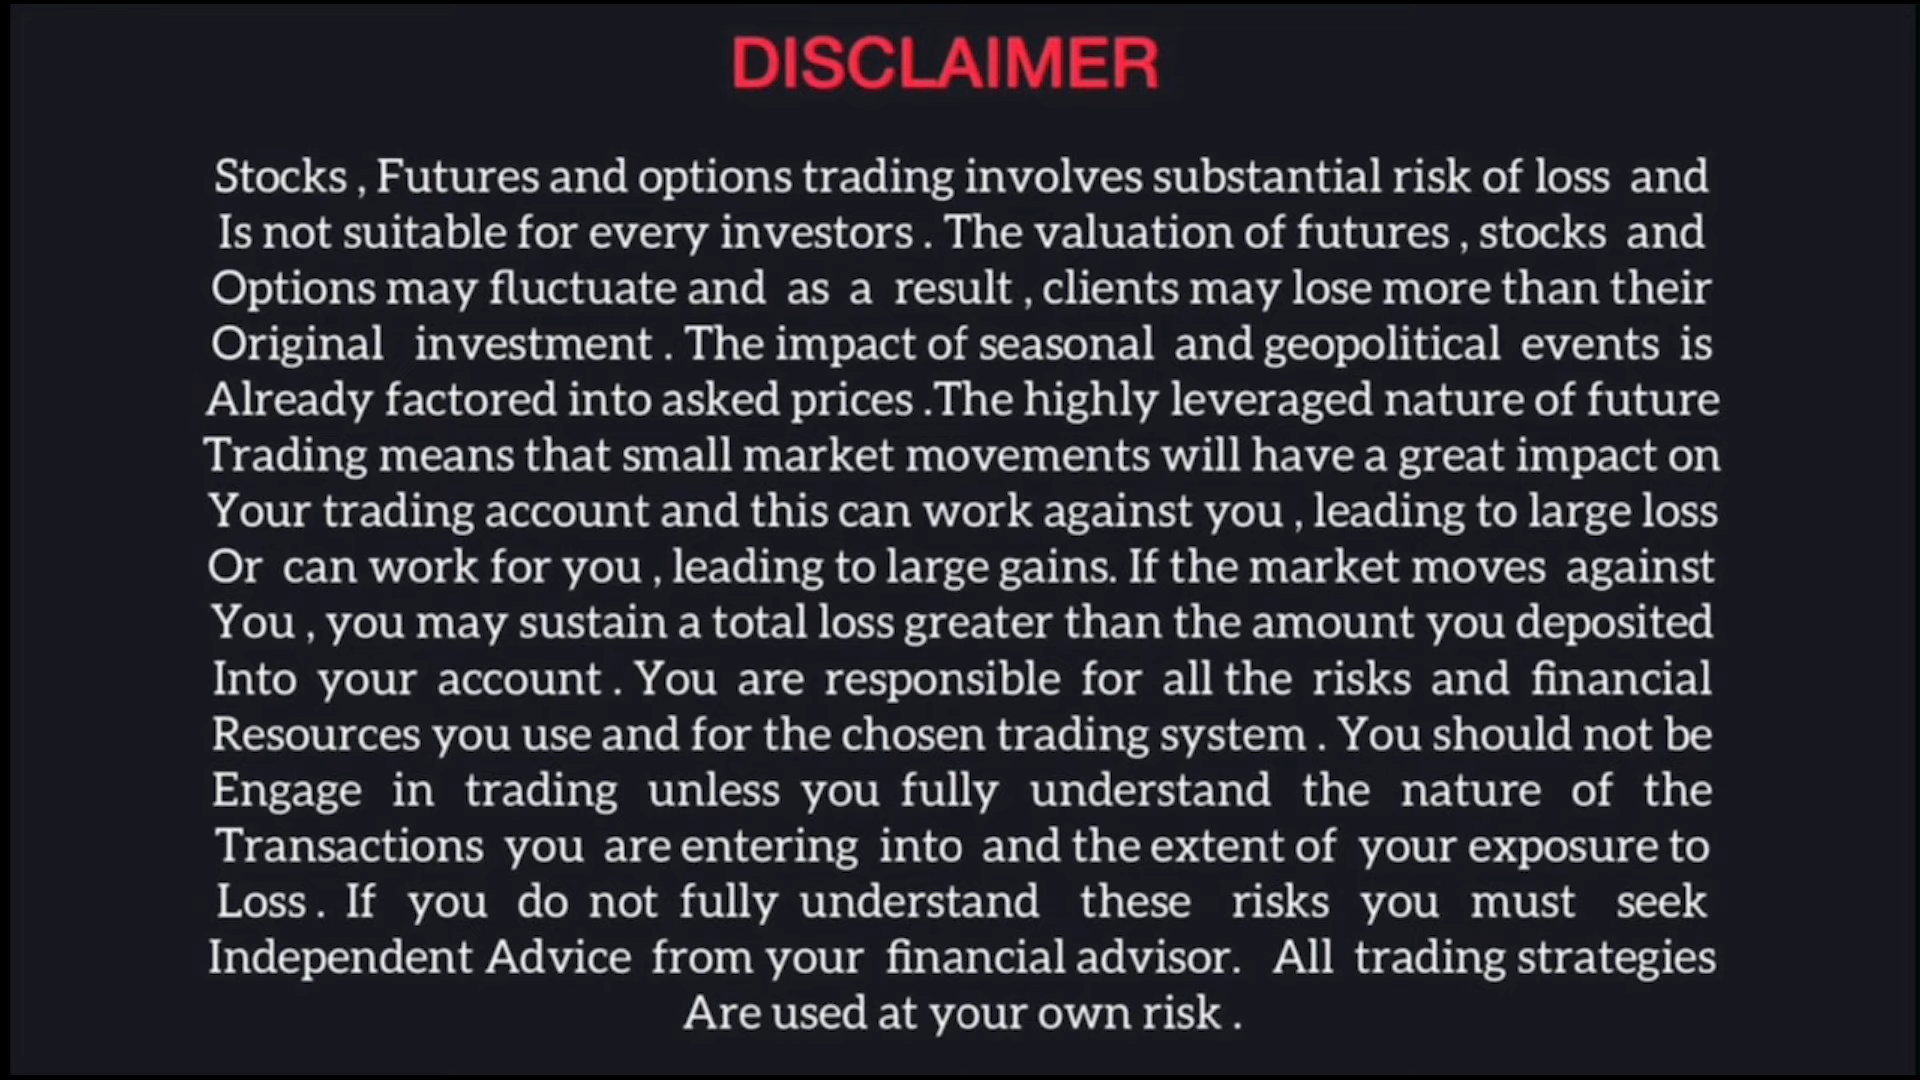 DISCLAIMER
Stocks , Futures and options trading involves substantial risk of loss and
Is not suitable for every investors . The valuation of futures , stocks and
Options may fluctuate and as a result , clients may lose more than their
Original investment . The impact of seasonal and geopolitical events is
Already factored into asked prices .The highly leveraged nature of future
Trading means that small market movements will have a great impact on
Your trading account and this can work against you , leading to large loss
Or can work for you , leading to large gains. If the market moves against
You , you may sustain a total loss greater than the amount you deposited
Into your account . You are responsible for all the risks and financial
Resources you use and for the chosen trading system . You should not be
Engage in trading unless you fully understand the nature of the
Transactions you are entering into and the extent of your exposure to
Loss . If you do not fully understand these risks you must seek
Independent Advice from your financial advisor. All trading strategies
Are used at your own risk .